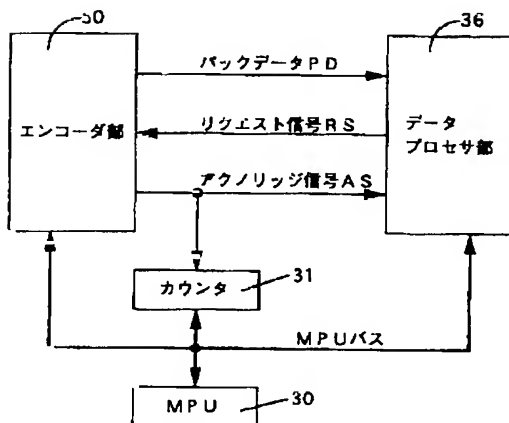 50
36
パックデータPD
エンコーダ部
リクエスト信号RS
データ
プロセサ部
アクノリッジ信号AS
カウンタ
31
MPUバス
MPU
30